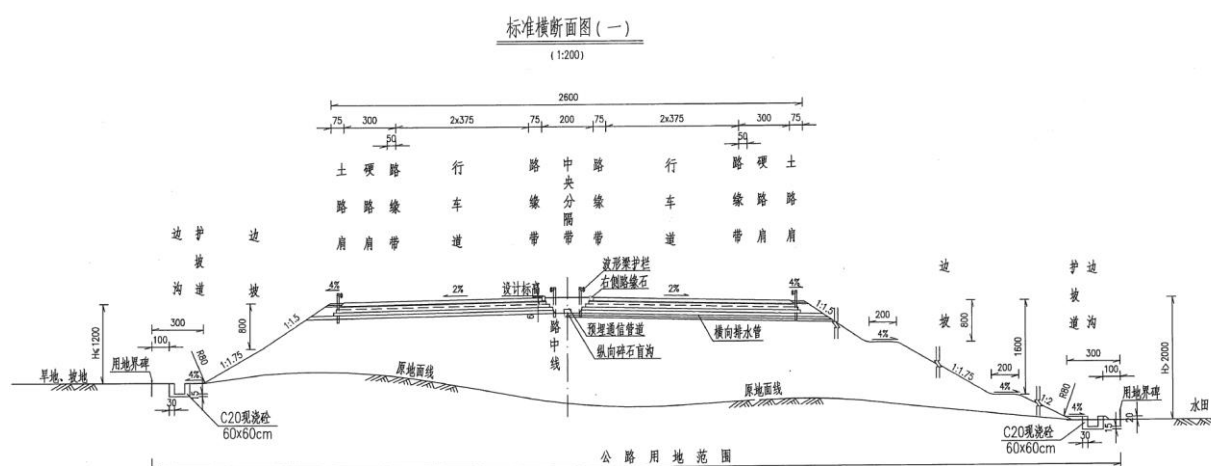 标准横断面图(一)
(1:200)
2600
75 300 2x375 75 200 75 2x375 300 75
50 50
土路肩 硬路肩 路缘带 行车道 路缘带 中央分隔带 路缘带 行车道 路缘带 硬路肩 土路肩
边沟 护坡道 边坡
边坡 护坡道 边沟
波形梁护栏
设计标高 右侧路缘石
4% 2% 2% 4%
1:1.5 1:1.5
H≤1200 800
300
100
用地界碑
R80
1:1.75
旱地、坡地
4%
15
30
C20现浇砼
60x60cm
原地面线
路中线
预埋通信管道
纵向碎石盲沟
横向排水管
原地面线
200
4%
800
1600
1:1.75
200
4%
1:2
R80
300
100
H>2000
用地界碑
4%
20
水田
15
30
C20现浇砼
60x60cm
公路用地范围